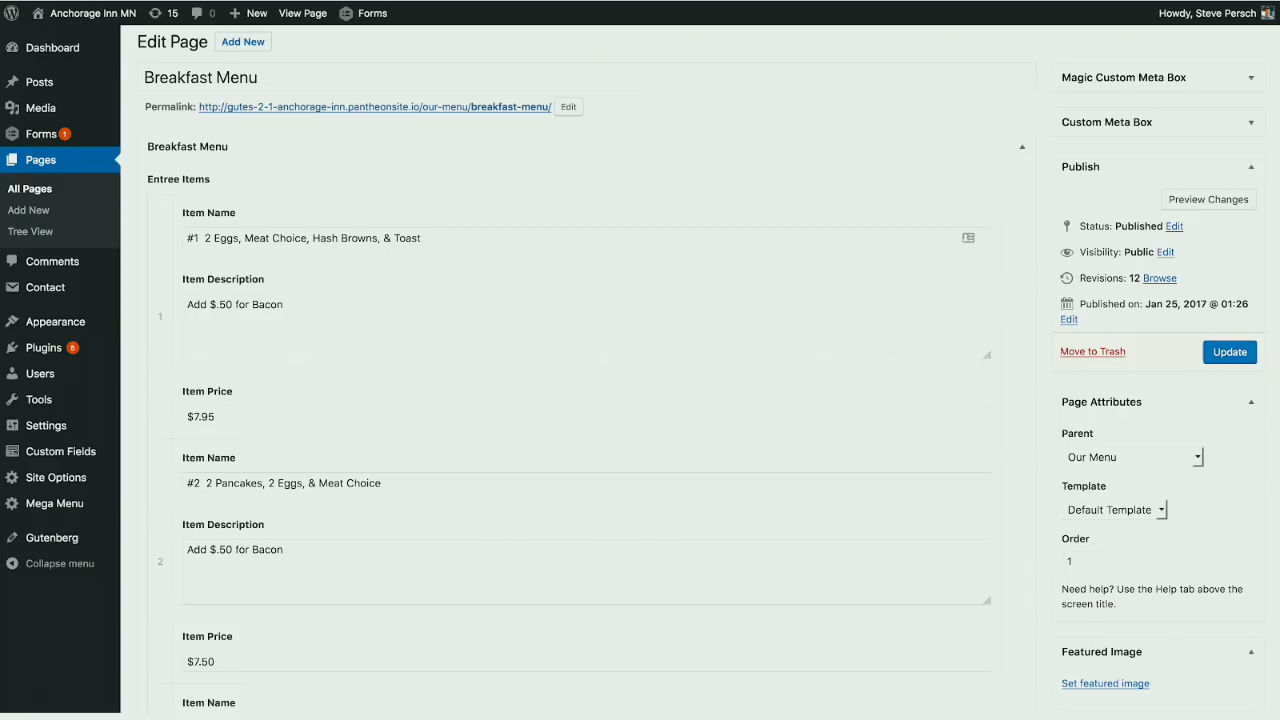 Anchorage Inn MN 15 0 New View Page Forms Howdy, Steve Persch
Dashboard
Posts
Media
Forms 1
Pages
All Pages
Add New
Tree View
Comments
Contact
Appearance
Plugins 5
Users
Tools
Settings
Custom Fields
Site Options
Mega Menu
Gutenberg
Collapse menu
Edit Page Add New
Breakfast Menu
Permalink: http://gutes-2-1-anchorage-inn.pantheonsite.io/our-menu/breakfast-menu/ Edit
Breakfast Menu
Entree Items
1
Item Name
#1 2 Eggs, Meat Choice, Hash Browns, & Toast
Item Description
Add $.50 for Bacon
Item Price
$7.95
2
Item Name
#2 2 Pancakes, 2 Eggs, & Meat Choice
Item Description
Add $.50 for Bacon
Item Price
$7.50
Item Name
Magic Custom Meta Box
Custom Meta Box
Publish
Preview Changes
Status: Published Edit
Visibility: Public Edit
Revisions: 12 Browse
Published on: Jan 25, 2017 @ 01:26
Edit
Move to Trash Update
Page Attributes
Parent
Our Menu
Template
Default Template
Order
1
Need help? Use the Help tab above the
screen title.
Featured Image
Set featured image